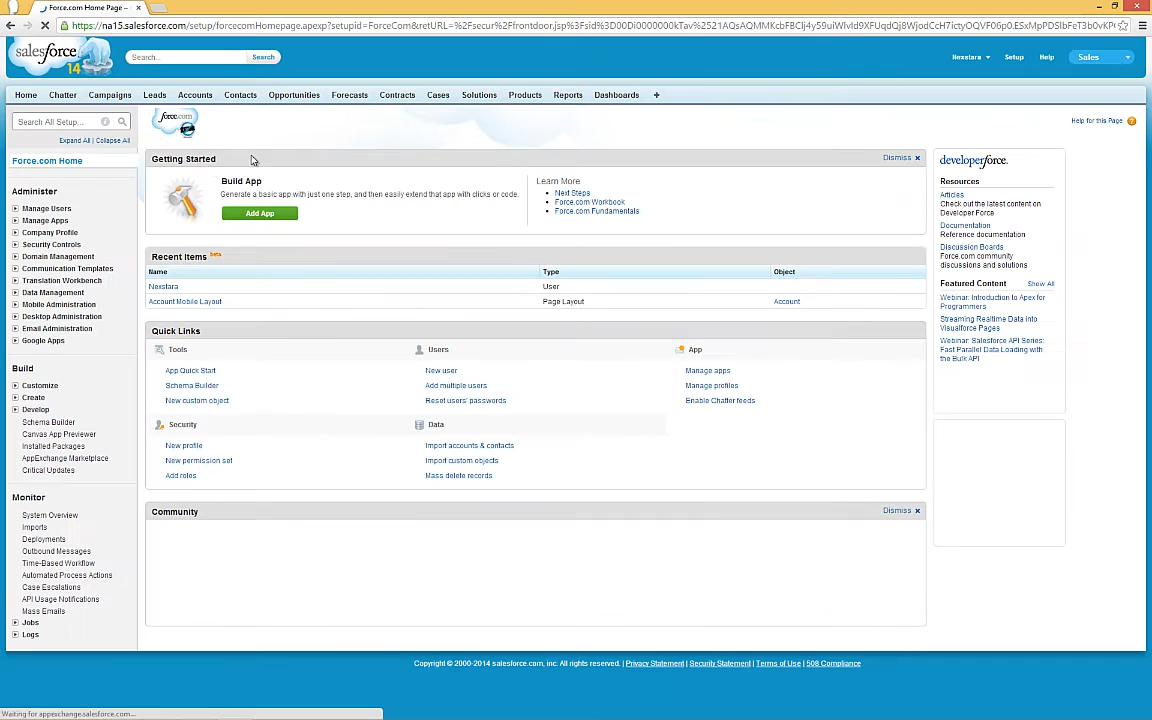 Force.com Home Page -
https://na15.salesforce.com/setup/forcecomHomepage.apexp?setupid=ForceCom&retURL=%2Fsecur%2Ffrontdoor.jsp%3Fsid%3D00Di0000000kTav%2521AQsAQMMKcbFBClj4y59uiWlvId9XFUqdQj8WjodCcH7ictyOQVF06p0.ESxMpPDSlbFeT3b0vKP
salesforce
14
Search...
Search
Nexstara
Setup
Help
Sales
Home Chatter Campaigns Leads Accounts Contacts Opportunities Forecasts Contracts Cases Solutions Products Reports Dashboards +
Search All Setup...
Expand All | Collapse All
Force.com Home
Administer
Manage Users
Manage Apps
Company Profile
Security Controls
Domain Management
Communication Templates
Translation Workbench
Data Management
Mobile Administration
Desktop Administration
Email Administration
Google Apps
Build
Customize
Create
Develop
Schema Builder
Canvas App Previewer
Installed Packages
AppExchange Marketplace
Critical Updates
Monitor
System Overview
Imports
Deployments
Outbound Messages
Time-Based Workflow
Automated Process Actions
Case Escalations
API Usage Notifications
Mass Emails
Jobs
Logs
force.com
Help for this Page
Getting Started
Dismiss
Build App
Generate a basic app with just one step, and then easily extend that app with clicks or code.
Add App
Learn More
Next Steps
Force.com Workbook
Force.com Fundamentals
Recent Items beta
Name Type Object
Nexstara User
Account Mobile Layout Page Layout Account
Quick Links
Tools
App Quick Start
Schema Builder
New custom object
Users
New user
Add multiple users
Reset users' passwords
App
Manage apps
Manage profiles
Enable Chatter feeds
Security
New profile
New permission set
Add roles
Data
Import accounts & contacts
Import custom objects
Mass delete records
Community
Dismiss
developerforce.
Resources
Articles
Check out the latest content on
Developer Force
Documentation
Reference documentation
Discussion Boards
Force.com community
discussions and solutions
Featured Content Show All
Webinar: Introduction to Apex for
Programmers
Streaming Realtime Data into
Visualforce Pages
Webinar: Salesforce API Series:
Fast Parallel Data Loading with
the Bulk API
Copyright © 2000-2014 salesforce.com, inc. All rights reserved. | Privacy Statement | Security Statement | Terms of Use | 508 Compliance
Waiting for appexchange.salesforce.com...